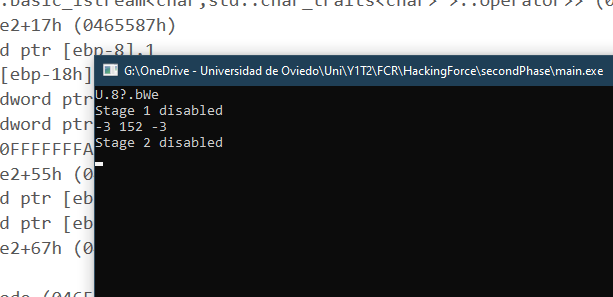 .basic_istream<char,std::char_traits<char> >::operator>> (0
e2+17h (0465587h)
d ptr [ebp-8],1
[ebp-18h]
dword ptr
dword ptr
0FFFFFFFA
e2+55h (0
d ptr [eb
d ptr [eb
e2+67h (0
G:\OneDrive - Universidad de Oviedo\Uni\Y1T2\FCR\HackingForce\secondPhase\main.exe
U.8?.bWe
Stage 1 disabled
-3 152 -3
Stage 2 disabled